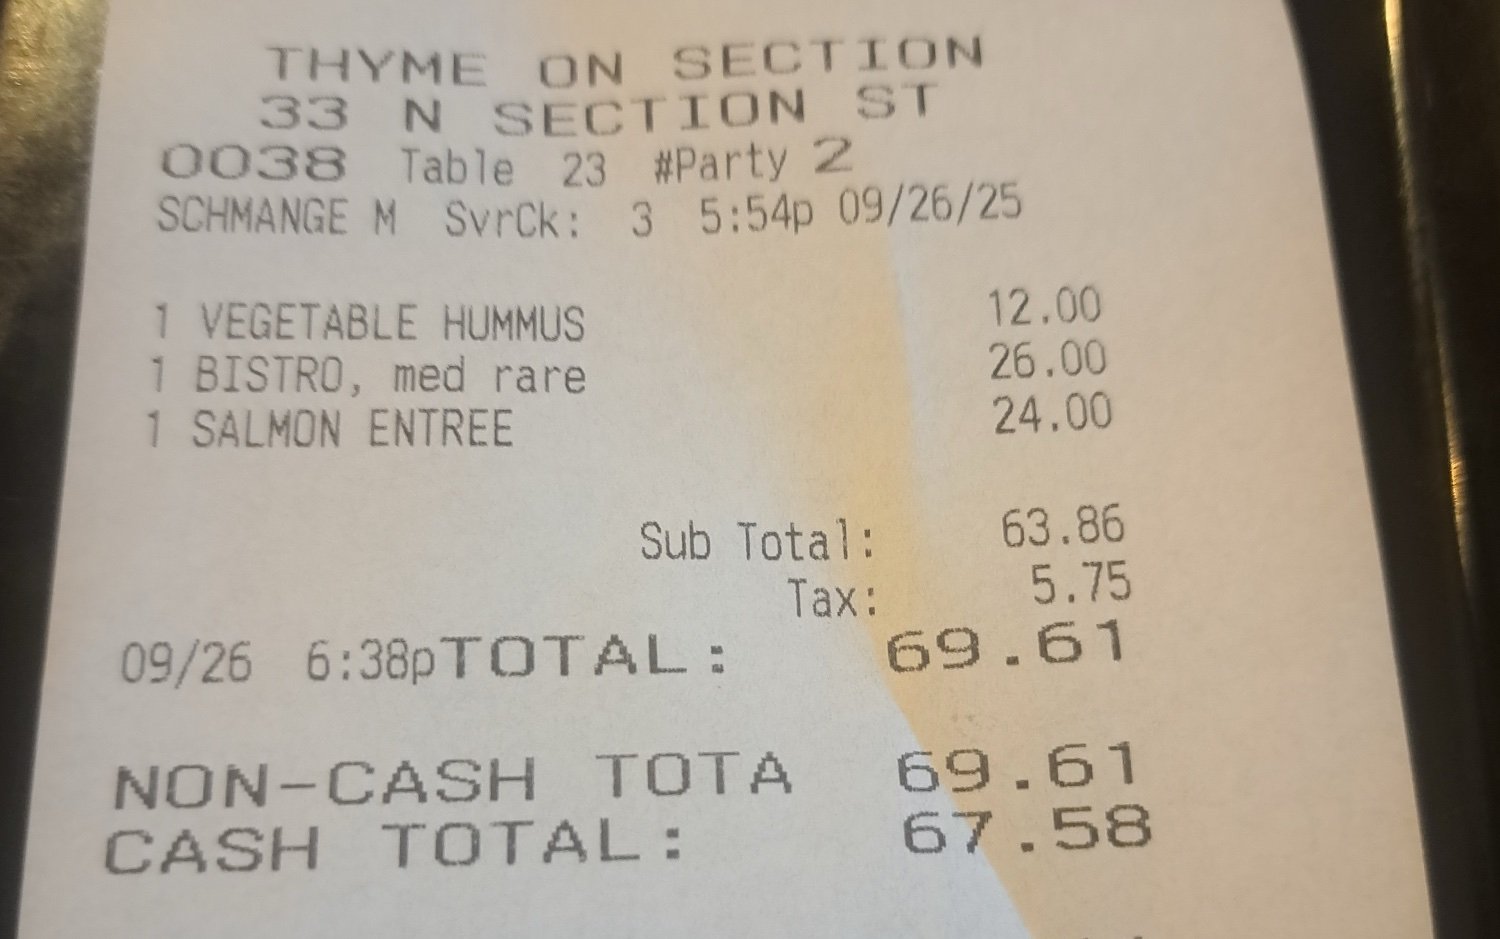 THYME ON SECTION
33 N SECTION ST
0038 Table 23 #Party 2
SCHMANGE M SvrCk: 3 5:54p 09/26/25
1 VEGETABLE HUMMUS 12.00
1 BISTRO, med rare 26.00
1 SALMON ENTREE 24.00
Sub Total: 63.86
Tax: 5.75
09/26 6:38pTOTAL: 69.61
NON-CASH TOTA 69.61
CASH TOTAL: 67.58